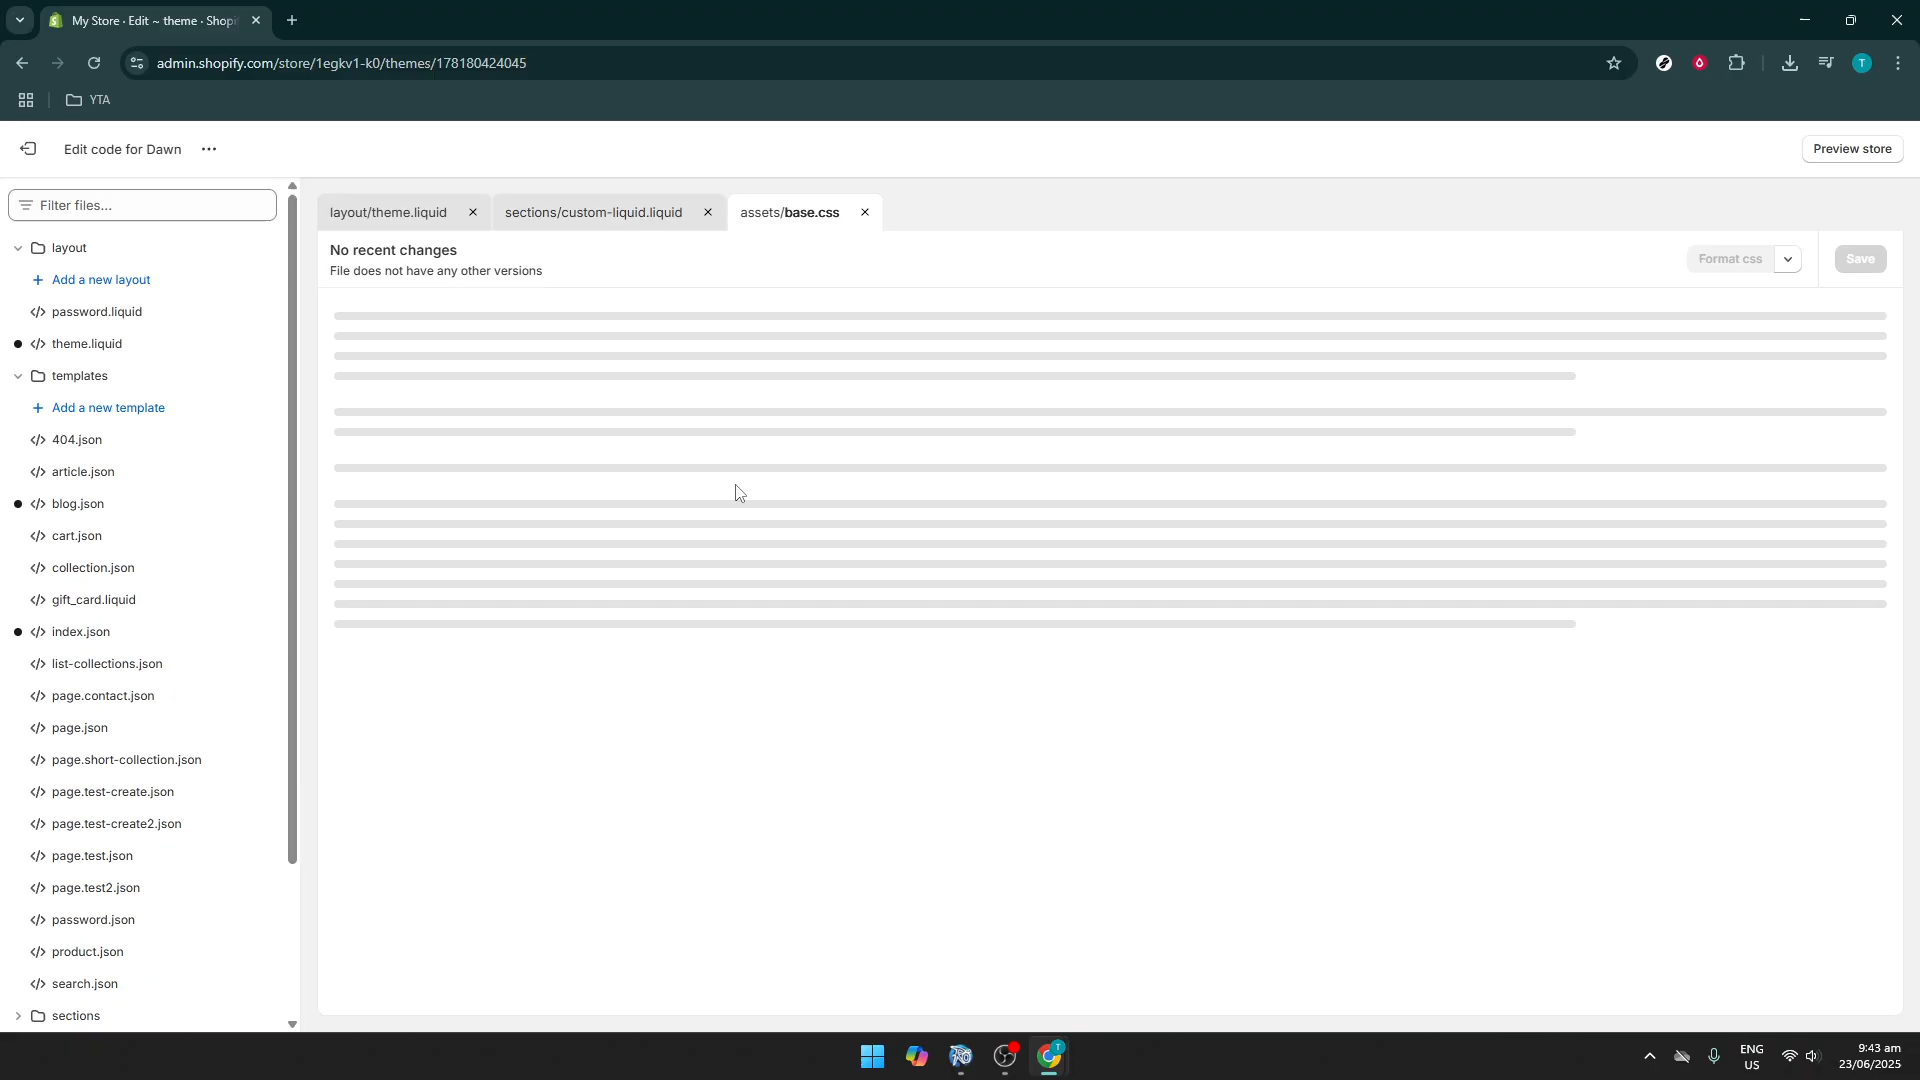 My Store · Edit ~ theme · Shopi
admin.shopify.com/store/1egkv1-k0/themes/178180424045
T
YTA
Edit code for Dawn
Preview store
Filter files...
layout
Add a new layout
password.liquid
theme.liquid
templates
Add a new template
404.json
article.json
blog.json
cart.json
collection.json
gift_card.liquid
index.json
list-collections.json
page.contact.json
page.json
page.short-collection.json
page.test-create.json
page.test-create2.json
page.test.json
page.test2.json
password.json
product.json
search.json
sections
layout/theme.liquid
sections/custom-liquid.liquid
assets/base.css
No recent changes
File does not have any other versions
Format css
Save
T
ENG
US
9:43 am
23/06/2025